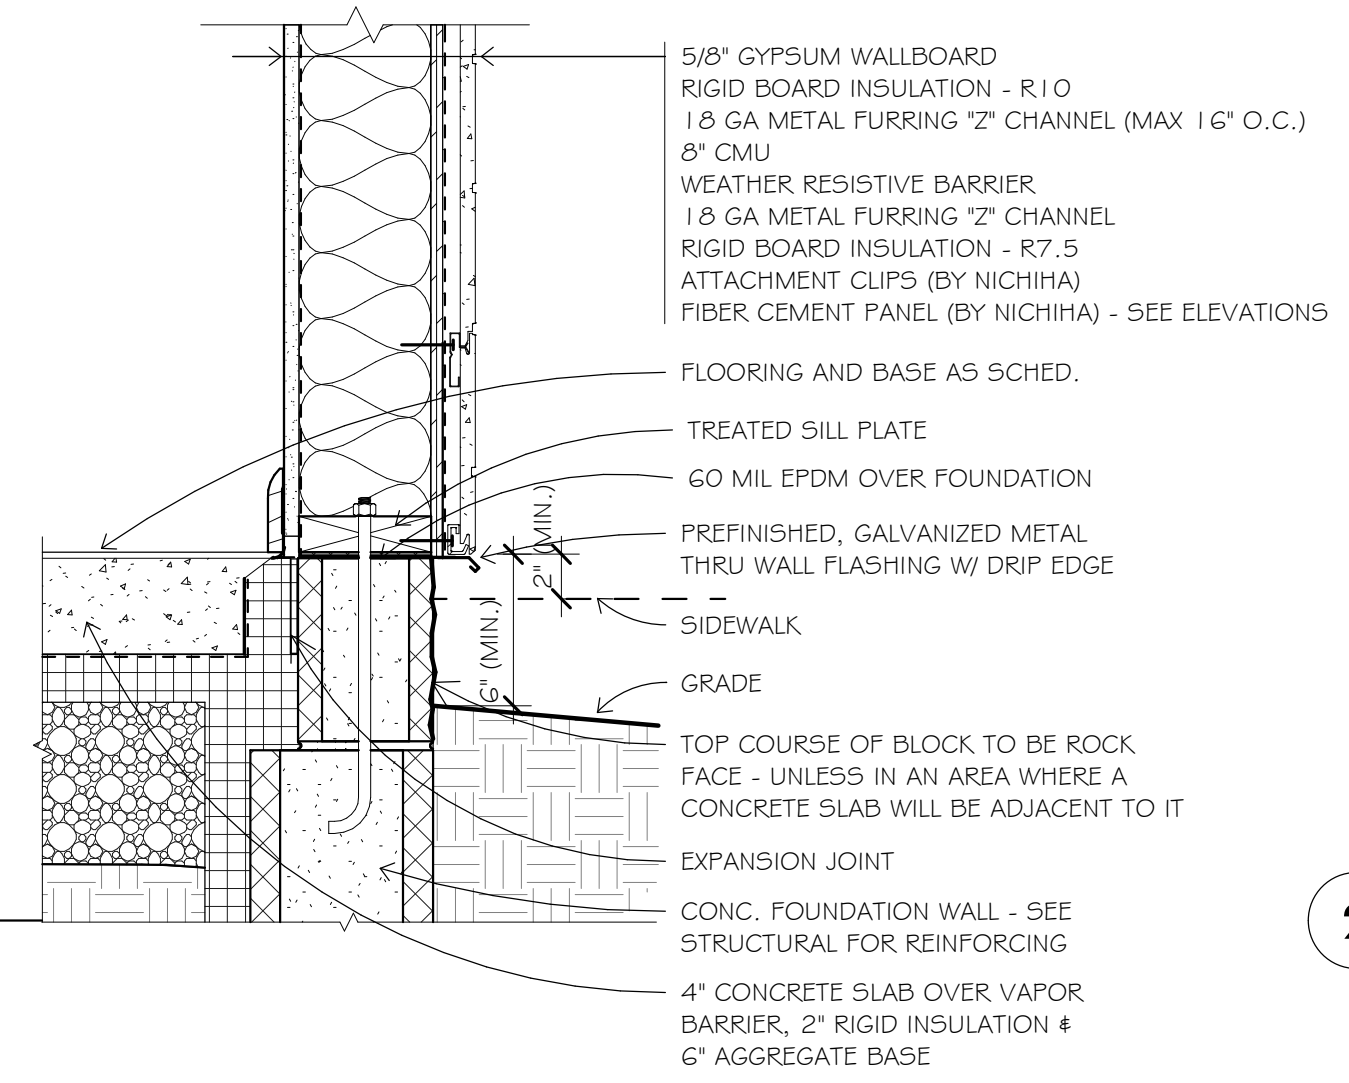 5/8" GYPSUM WALLBOARD
RIGID BOARD INSULATION - R10
18 GA METAL FURRING "Z" CHANNEL (MAX 16" O.C.)
8" CMU
WEATHER RESISTIVE BARRIER
18 GA METAL FURRING "Z" CHANNEL
RIGID BOARD INSULATION - R7.5
ATTACHMENT CLIPS (BY NICHIHA)
FIBER CEMENT PANEL (BY NICHIHA) - SEE ELEVATIONS
FLOORING AND BASE AS SCHED.
TREATED SILL PLATE
60 MIL EPDM OVER FOUNDATION
PREFINISHED, GALVANIZED METAL
THRU WALL FLASHING W/ DRIP EDGE
2" (MIN.)
6" (MIN.)
SIDEWALK
GRADE
TOP COURSE OF BLOCK TO BE ROCK
FACE - UNLESS IN AN AREA WHERE A
CONCRETE SLAB WILL BE ADJACENT TO IT
EXPANSION JOINT
CONC. FOUNDATION WALL - SEE
STRUCTURAL FOR REINFORCING
4" CONCRETE SLAB OVER VAPOR
BARRIER, 2" RIGID INSULATION &
6" AGGREGATE BASE